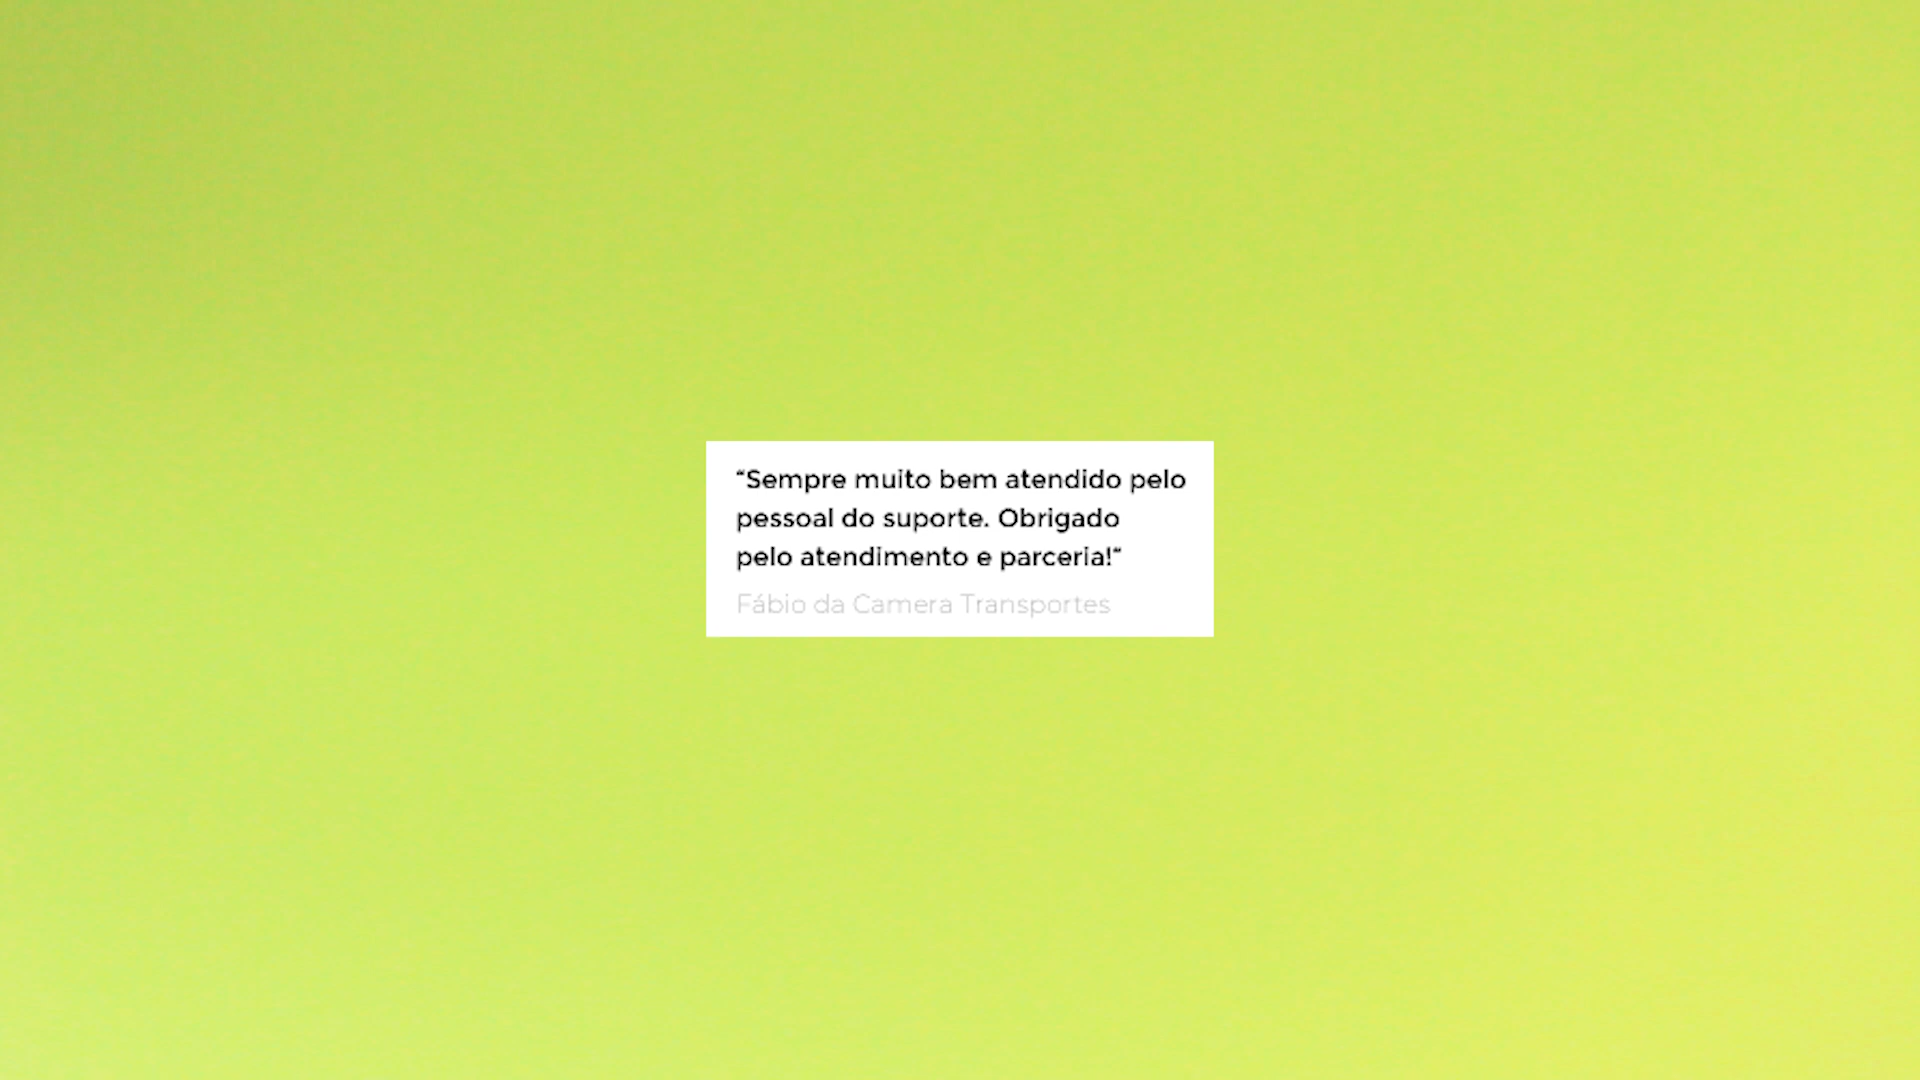 “Sempre muito bem atendido pelo
pessoal do suporte. Obrigado
pelo atendimento e parceria!“
Fábio da Camera Transportes